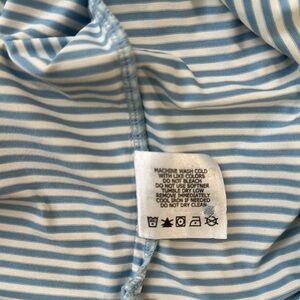 MACHINE WASH COLD
WITH LIKE COLORS
DO NOT BLEACH
DO NOT USE SOFTNER
TUMBLE DRY LOW
REMOVE IMMEDIATELY
COOL IRON IF NEEDED
DO NOT DRY CLEAN